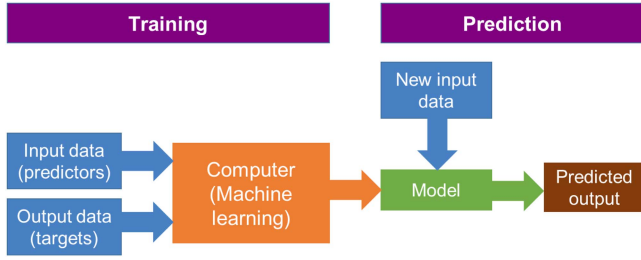 Training
Prediction
New input
data
Input data
(predictors)
Output data
(targets)
Computer
(Machine
learning)
Model
Predicted
output